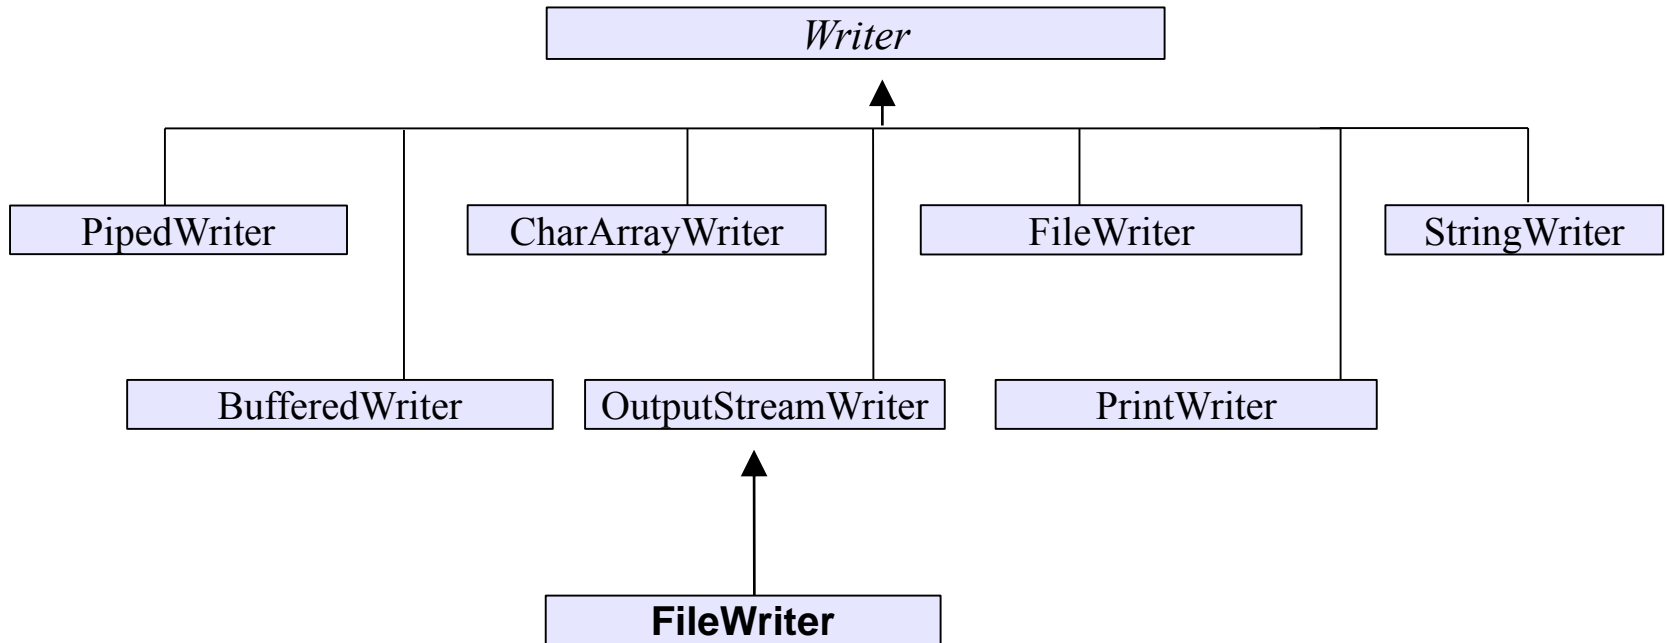 Writer
PipedWriter
CharArrayWriter
FileWriter
StringWriter
BufferedWriter
OutputStreamWriter
PrintWriter
FileWriter